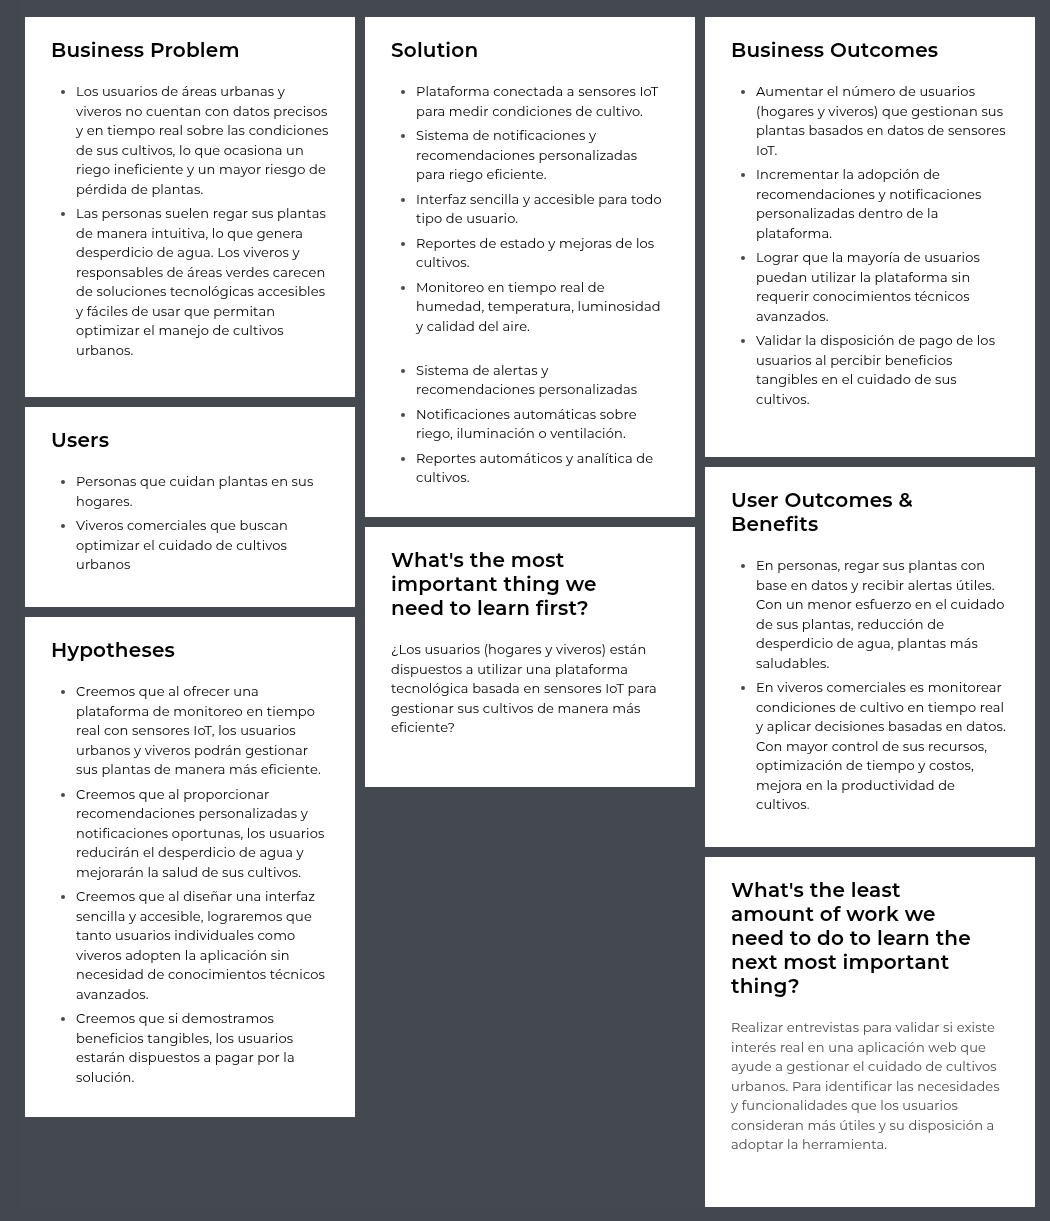 Business Problem
Los usuarios de áreas urbanas y
viveros no cuentan con datos precisos
y en tiempo real sobre las condiciones
de sus cultivos, lo que ocasiona un
riego ineficiente y un mayor riesgo de
pérdida de plantas.
Las personas suelen regar sus plantas
de manera intuitiva, lo que genera
desperdicio de agua. Los viveros y
responsables de áreas verdes carecen
de soluciones tecnológicas accesibles
y fáciles de usar que permitan
optimizar el manejo de cultivos
urbanos.
Users
Personas que cuidan plantas en sus
hogares.
Viveros comerciales que buscan
optimizar el cuidado de cultivos
urbanos
Hypotheses
Creemos que al ofrecer una
plataforma de monitoreo en tiempo
real con sensores IoT, los usuarios
urbanos y viveros podrán gestionar
sus plantas de manera más eficiente.
Creemos que al proporcionar
recomendaciones personalizadas y
notificaciones oportunas, los usuarios
reducirán el desperdicio de agua y
mejorarán la salud de sus cultivos.
Creemos que al diseñar una interfaz
sencilla y accesible, lograremos que
tanto usuarios individuales como
viveros adopten la aplicación sin
necesidad de conocimientos técnicos
avanzados.
Creemos que si demostramos
beneficios tangibles, los usuarios
estarán dispuestos a pagar por la
solución.
Solution
Plataforma conectada a sensores IoT
para medir condiciones de cultivo.
Sistema de notificaciones y
recomendaciones personalizadas
para riego eficiente.
Interfaz sencilla y accesible para todo
tipo de usuario.
Reportes de estado y mejoras de los
cultivos.
Monitoreo en tiempo real de
humedad, temperatura, luminosidad
y calidad del aire.
Sistema de alertas y
recomendaciones personalizadas
Notificaciones automáticas sobre
riego, iluminación o ventilación.
Reportes automáticos y analítica de
cultivos.
What's the most
important thing we
need to learn first?
¿Los usuarios (hogares y viveros) están
dispuestos a utilizar una plataforma
tecnológica basada en sensores IoT para
gestionar sus cultivos de manera más
eficiente?
Business Outcomes
Aumentar el número de usuarios
(hogares y viveros) que gestionan sus
plantas basados en datos de sensores
IoT.
Incrementar la adopción de
recomendaciones y notificaciones
personalizadas dentro de la
plataforma.
Lograr que la mayoría de usuarios
puedan utilizar la plataforma sin
requerir conocimientos técnicos
avanzados.
Validar la disposición de pago de los
usuarios al percibir beneficios
tangibles en el cuidado de sus
cultivos.
User Outcomes &
Benefits
En personas, regar sus plantas con
base en datos y recibir alertas útiles.
Con un menor esfuerzo en el cuidado
de sus plantas, reducción de
desperdicio de agua, plantas más
saludables.
En viveros comerciales es monitorear
condiciones de cultivo en tiempo real
y aplicar decisiones basadas en datos.
Con mayor control de sus recursos,
optimización de tiempo y costos,
mejora en la productividad de
cultivos.
What's the least
amount of work we
need to do to learn the
next most important
thing?
Realizar entrevistas para validar si existe
interés real en una aplicación web que
ayude a gestionar el cuidado de cultivos
urbanos. Para identificar las necesidades
y funcionalidades que los usuarios
consideran más útiles y su disposición a
adoptar la herramienta.